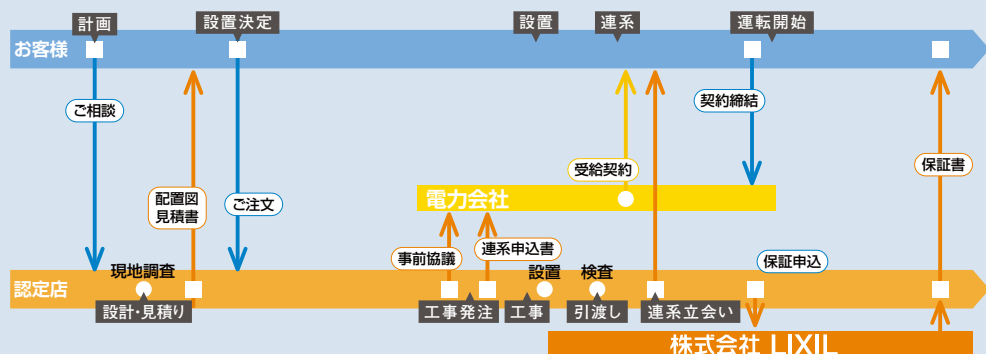 計画
設置決定
設置
連系
運転開始
お客様
ご相談
契約締結
配置図
見積書
ご注文
受給契約
保証書
電力会社
事前協議
連系申込書
現地調査
設置
検査
保証申込
認定店
設計・見積り
工事発注
工事
引渡し
連系立会い
株式会社 LIXIL